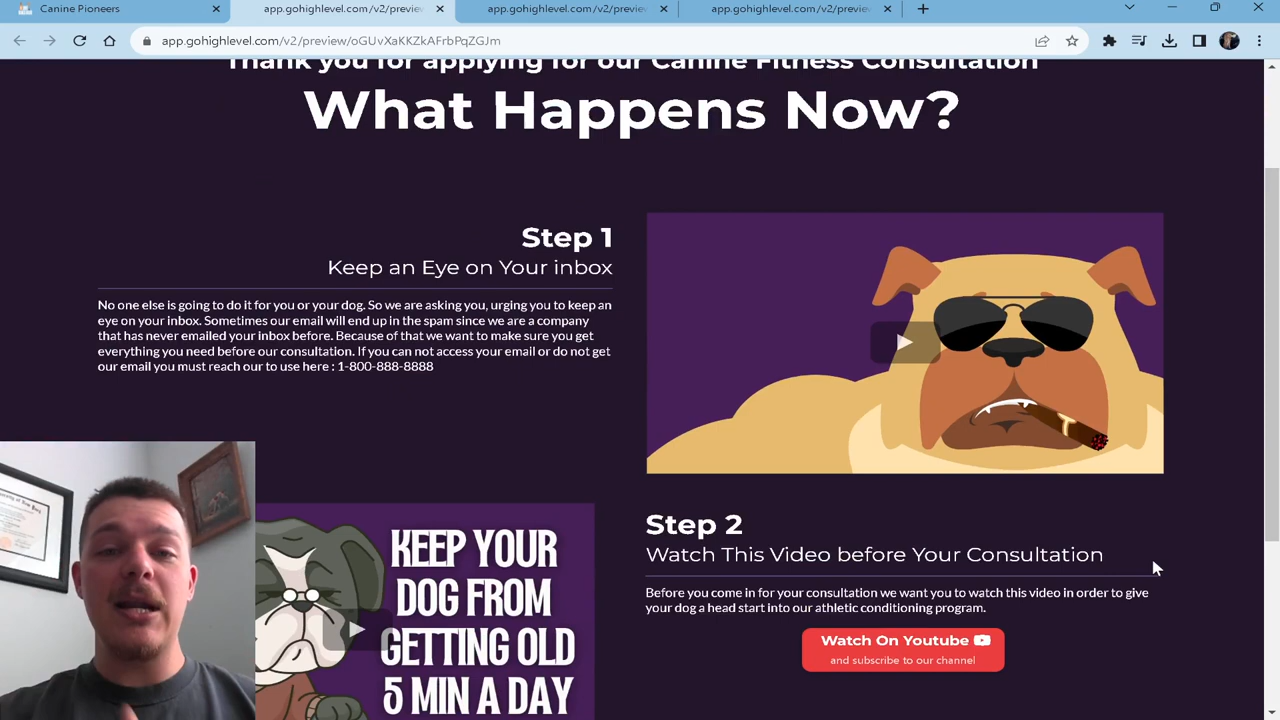 Canine Pioneers
app.gohighlevel.com/v2/previe
app.gohighlevel.com/v2/previe
app.gohighlevel.com/v2/previe
app.gohighlevel.com/v2/preview/oGUvXaKKZkAFrbPqZGJm
Thank you for applying for our Canine Fitness Consultation
What Happens Now?
Step 1
Keep an Eye on Your inbox
No one else is going to do it for you or your dog. So we are asking you, urging you to keep an
eye on your inbox. Sometimes our email will end up in the spam since we are a company
that has never emailed your inbox before. Because of that we want to make sure you get
everything you need before our consultation. If you can not access your email or do not get
our email you must reach our to use here : 1-800-888-8888
Step 2
Watch This Video before Your Consultation
Before you come in for your consultation we want you to watch this video in order to give
your dog a head start into our athletic conditioning program.
Watch On Youtube
and subscribe to our channel
KEEP YOUR
DOG FROM
GETTING OLD
5 MIN A DAY